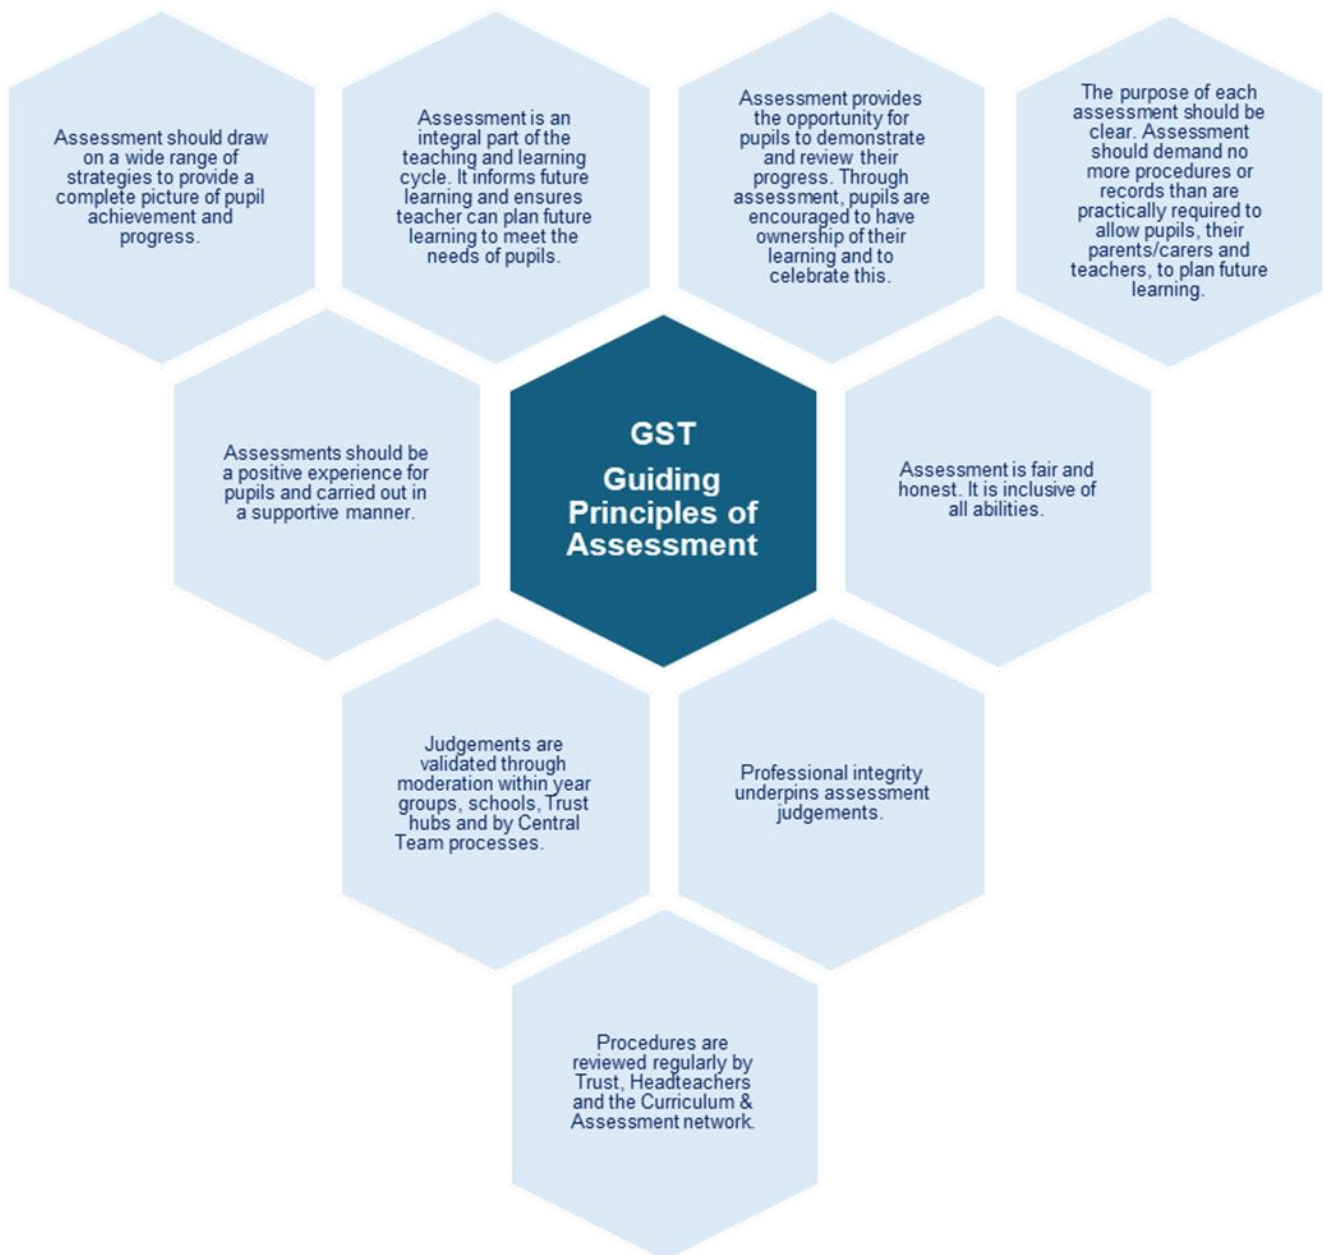 Assessment should draw
on a wide range of
strategies to provide a
complete picture of pupil
achievement and
progress.
Assessment is an
integral part of the
teaching and learning
cycle. It informs future
learning and ensures
teacher can plan future
learning to meet the
needs of pupils.
Assessment provides
the opportunity for
pupils to demonstrate
and review their
progress. Through
assessment, pupils are
encouraged to have
ownership of their
learning and to
celebrate this.
The purpose of each
assessment should be
clear. Assessment
should demand no
more procedures or
records than are
practically required to
allow pupils, their
parents/carers and
teachers, to plan future
learning.
Assessments should be
a positive experience for
pupils and carried out in
a supportive manner.
GST
Guiding
Principles of
Assessment
Assessment is fair and
honest. It is inclusive of
all abilities.
Judgements are
validated through
moderation within year
groups, schools, Trust
hubs and by Central
Team processes.
Professional integrity
underpins assessment
judgements.
Procedures are
reviewed regularly by
Trust, Headteachers
and the Curriculum &
Assessment network.